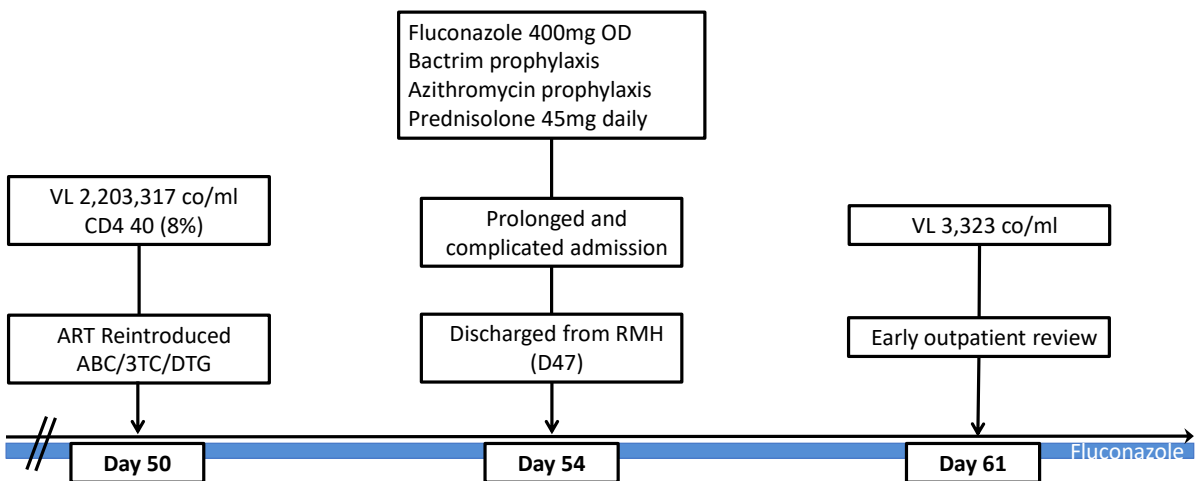 Fluconazole 400mg OD
Bactrim prophylaxis
Azithromycin prophylaxis
Prednisolone 45mg daily
VL 2,203,317 co/ml
CD4 40 (8%)
Prolonged and
complicated admission
VL 3,323 co/ml
ART Reintroduced
ABC/3TC/DTG
Discharged from RMH
(D47)
Early outpatient review
Day 50
Day 54
Day 61
Fluconazole